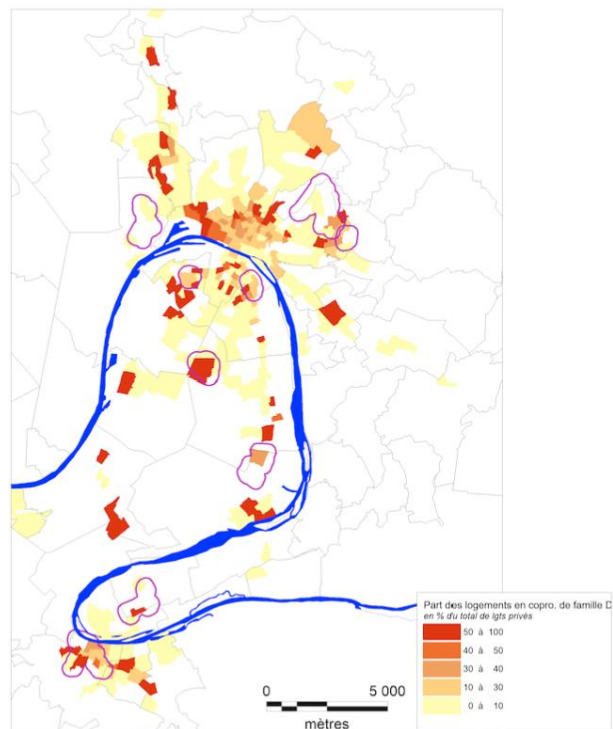 Part des logements en copro. de famille D
en % du total de lgts privés
50 à 100
40 à 50
30 à 40
10 à 30
0 à 10
0 5 000
mètres